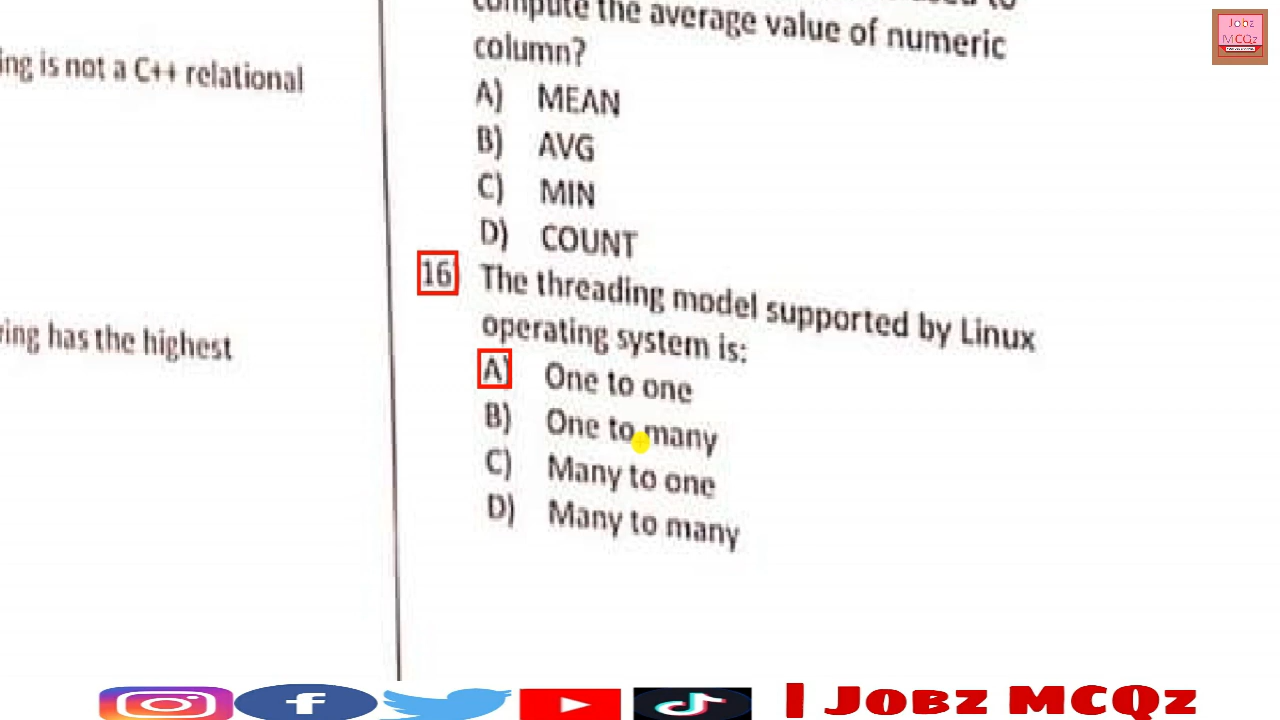 ing is not a C++ relational
ving has the highest
compute the average value of numeric
column?
A) MEAN
B) AVG
C) MIN
D) COUNT
16 The threading model supported by Linux
operating system is:
A) One to one
B) One to many
C) Many to one
D) Many to many
Jobz
MCQz
| Jobz MCQz